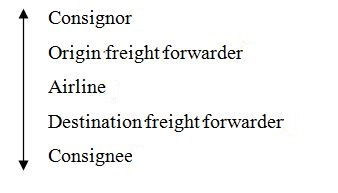 Consignor
Origin freight forwarder
Airline
Destination freight forwarder
Consignee